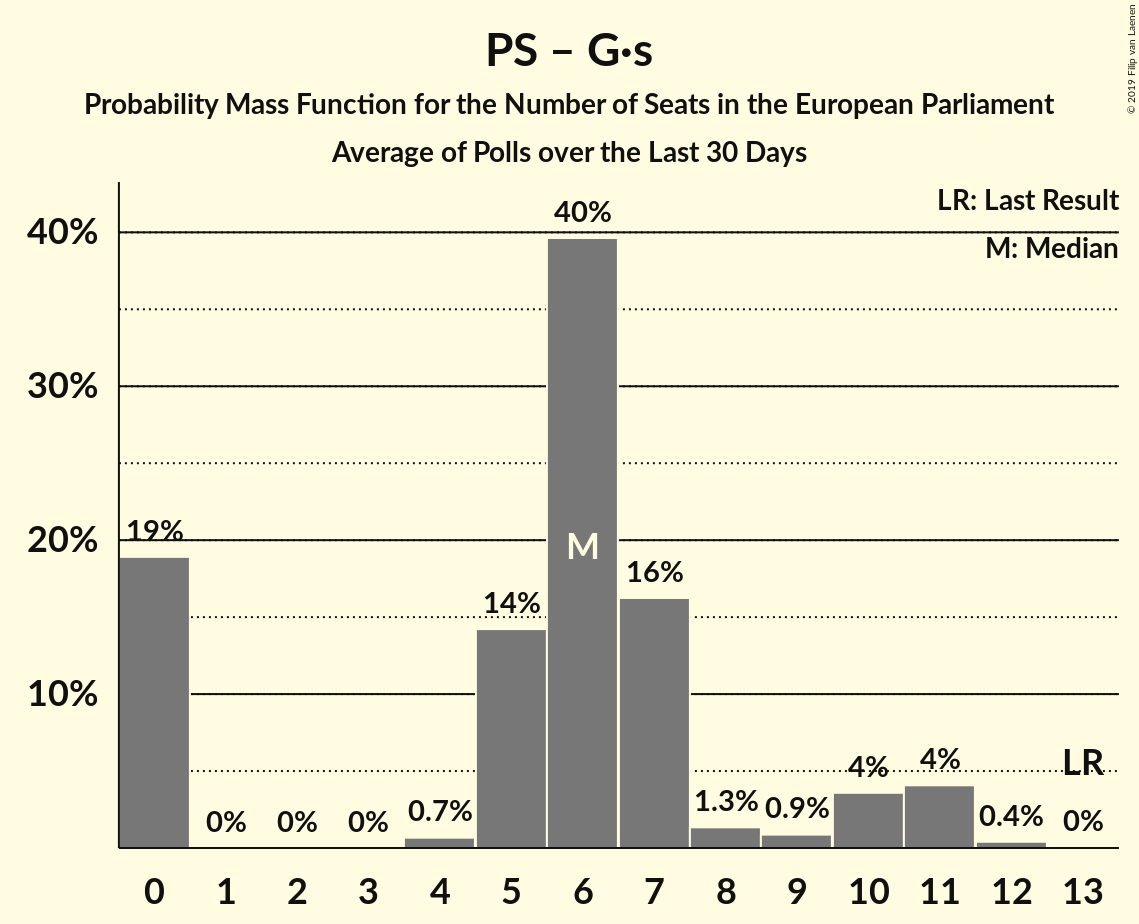 PS – G·s
Probability Mass Function for the Number of Seats in the European Parliament
Average of Polls over the Last 30 Days
© 2019 Filip van Laenen
LR: Last Result
M: Median
40%
30%
20%
10%
19%
0%
0%
0%
0.7%
14%
40%
M
16%
1.3%
0.9%
4%
4%
0.4%
LR
0%
0 1 2 3 4 5 6 7 8 9 10 11 12 13